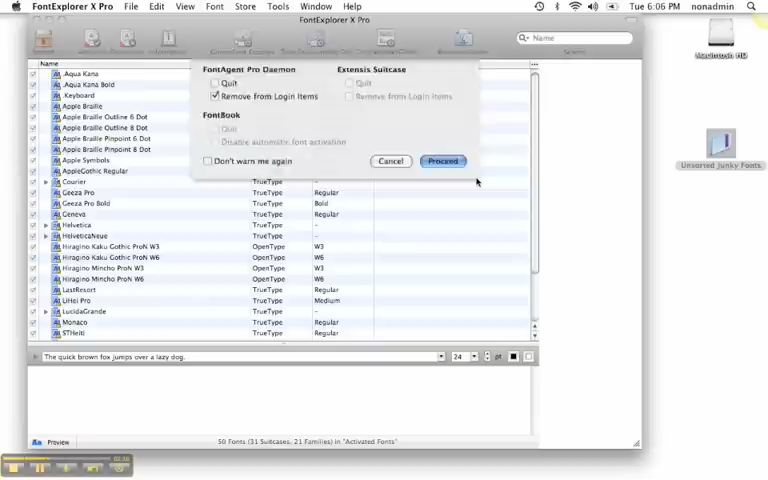 FontExplorer X Pro File Edit View Font Store Tools Window Help Tue 6:06 PM nonadmin
FontExplorer X Pro
Name
Name
FontAgent Pro Daemon
Quit
Remove from Login Items
Extensis Suitcase
Quit
Remove from Login Items
FontBook
Quit
Disable automatic font activation
Don't warn me again
Cancel
Proceed
.Aqua Kana
.Aqua Kana Bold
.Keyboard
Apple Braille
Apple Braille Outline 6 Dot
Apple Braille Outline 8 Dot
Apple Braille Pinpoint 6 Dot
Apple Braille Pinpoint 8 Dot
Apple Symbols
AppleGothic Regular TrueType Regular
Courier TrueType –
Geeza Pro TrueType Regular
Geeza Pro Bold TrueType Bold
Geneva TrueType Regular
Helvetica TrueType –
HelveticaNeue TrueType –
Hiragino Kaku Gothic ProN W3 OpenType W3
Hiragino Kaku Gothic ProN W6 OpenType W6
Hiragino Mincho ProN W3 OpenType W3
Hiragino Mincho ProN W6 OpenType W6
LastResort TrueType Regular
LiHei Pro TrueType Medium
LucidaGrande TrueType –
Monaco TrueType Regular
STHeiti TrueType Regular
The quick brown fox jumps over a lazy dog. 24 pt
Aa Preview 50 Fonts (31 Suitcases, 21 Families) in "Activated Fonts"
Macintosh HD
Unsorted Junky Fonts